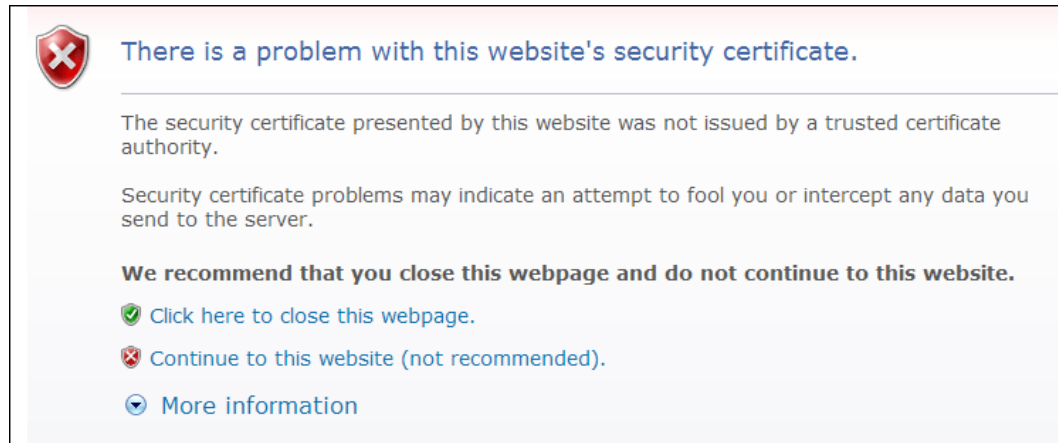 There is a problem with this website's security certificate.
The security certificate presented by this website was not issued by a trusted certificate
authority.
Security certificate problems may indicate an attempt to fool you or intercept any data you
send to the server.
We recommend that you close this webpage and do not continue to this website.
Click here to close this webpage.
Continue to this website (not recommended).
More information